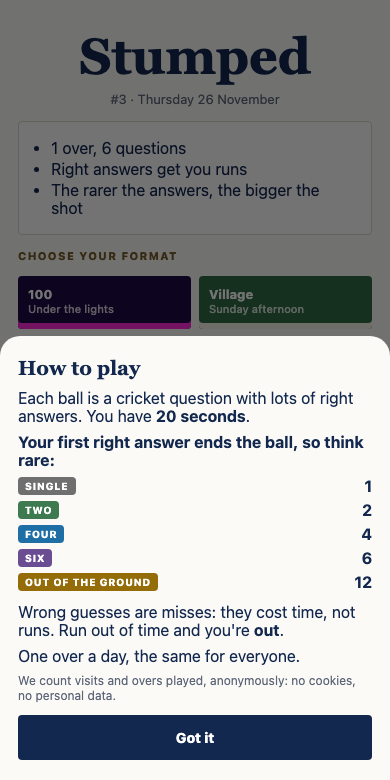 Stumped
#3 · Thursday 26 November
• 1 over, 6 questions
• Right answers get you runs
• The rarer the answers, the bigger the
shot
CHOOSE YOUR FORMAT
100
Under the lights
Village
Sunday afternoon
How to play
Each ball is a cricket question with lots of right
answers. You have 20 seconds.
Your first right answer ends the ball, so think
rare:
SINGLE 1
TWO 2
FOUR 4
SIX 6
OUT OF THE GROUND 12
Wrong guesses are misses: they cost time, not
runs. Run out of time and you're out.
One over a day, the same for everyone.
We count visits and overs played, anonymously: no cookies,
no personal data.
Got it